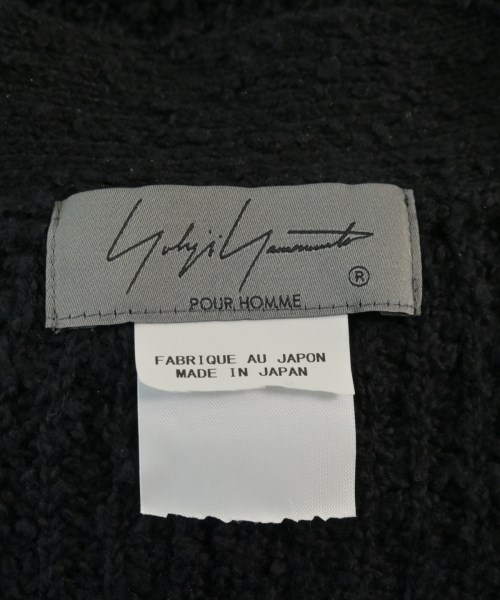 Yohji Yamamoto
®
POUR HOMME
FABRIQUE AU JAPON
MADE IN JAPAN